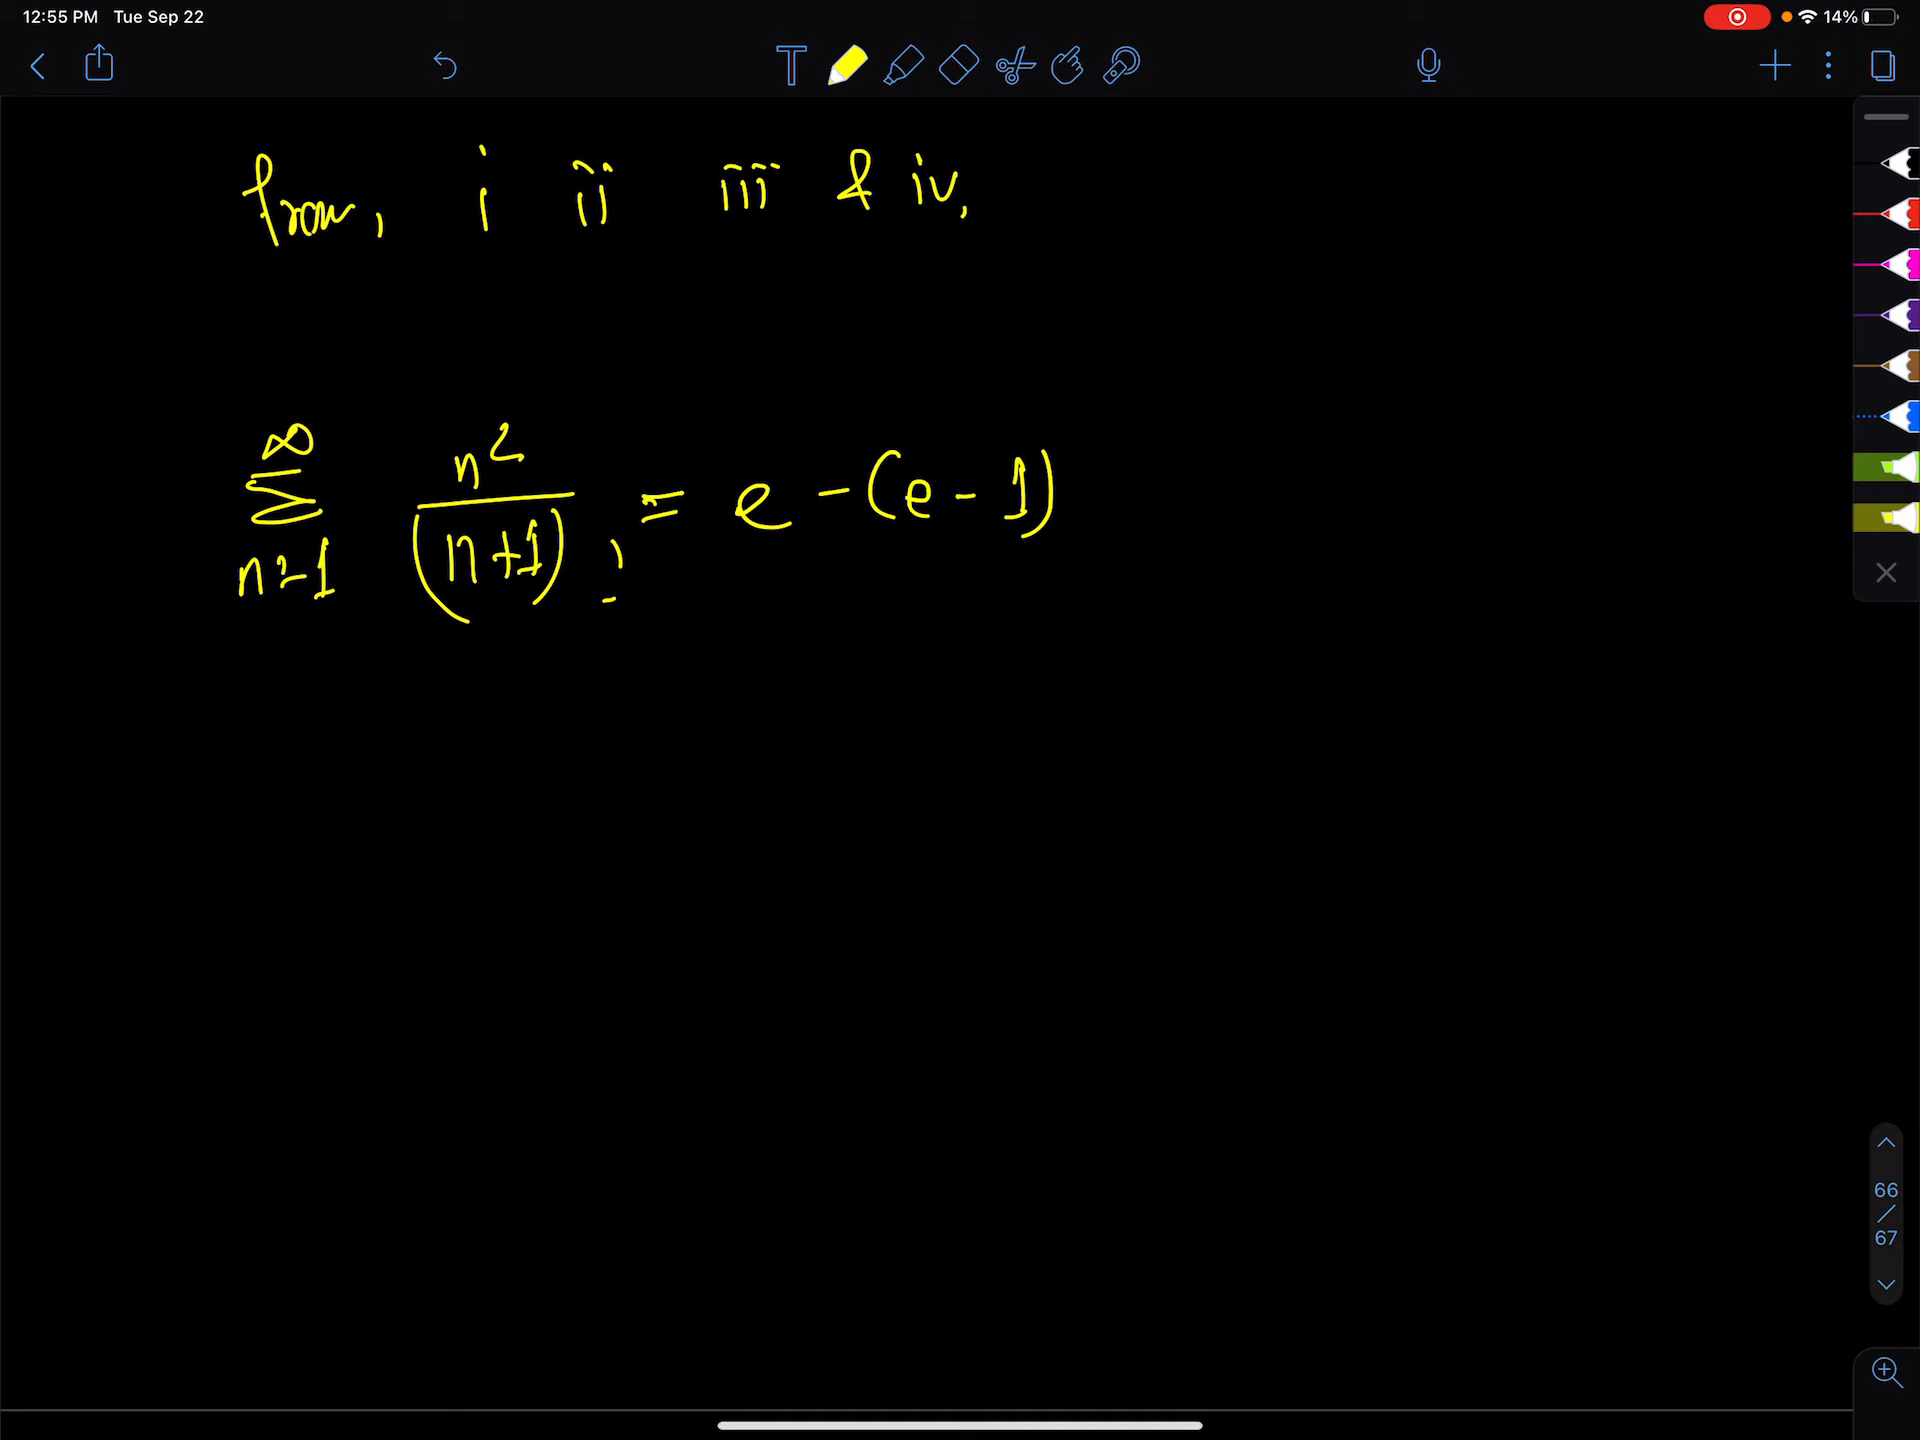 12:55 PM Tue Sep 22 14%
T
from, i ii iii & iv,
∞ Σ n=1 n² / (n+1)! = e - (e - 1)
66 / 67